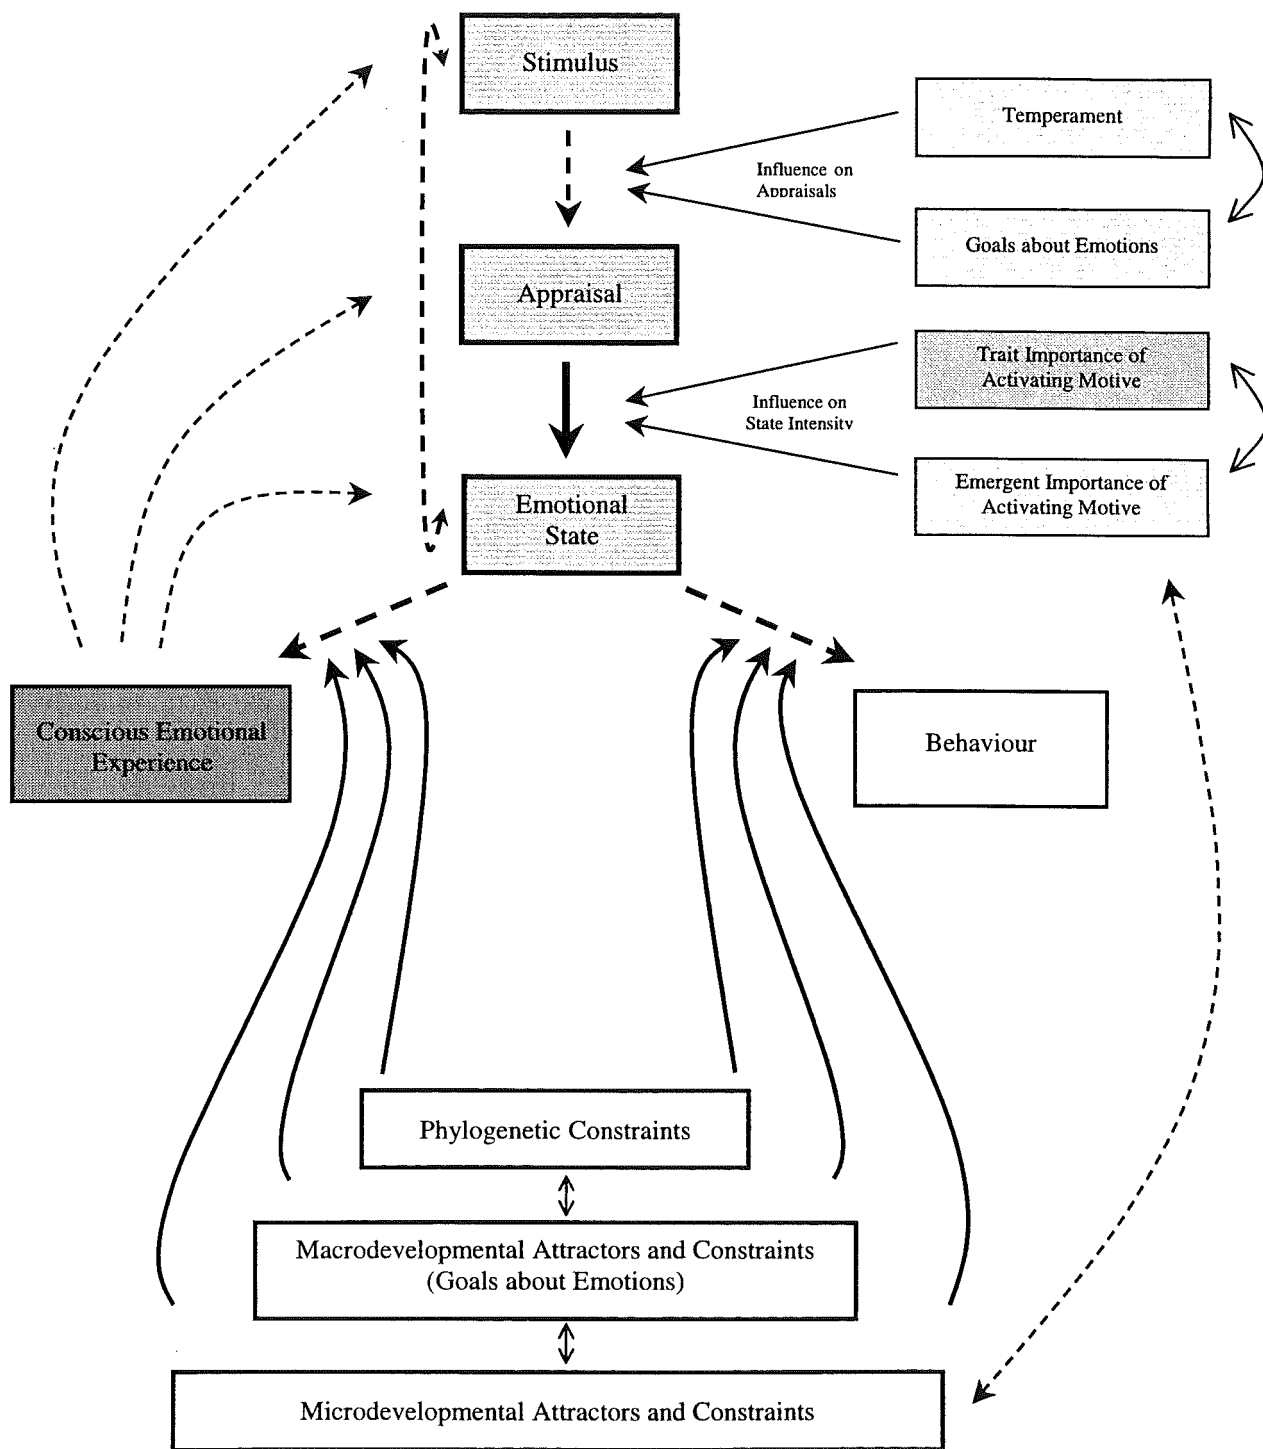 Stimulus
Temperament
Influence on
Appraisals
Goals about Emotions
Appraisal
Trait Importance of
Activating Motive
Influence on
State Intensity
Emergent Importance of
Activating Motive
Emotional
State
Conscious Emotional
Experience
Behaviour
Phylogenetic Constraints
Macrodevelopmental Attractors and Constraints
(Goals about Emotions)
Microdevelopmental Attractors and Constraints